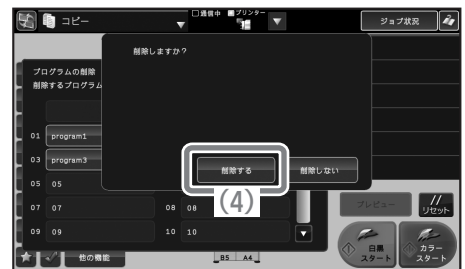 コピー
□通信中 ■プリンター
ジョブ状況
削除しますか？
プログラムの削除
削除するプログラム
01 program1
03 program3
削除する
削除しない
(4)
05 05
07 07
08 08
09 09
10 10
プレビュー
リセット
白黒
スタート
カラー
スタート
他の機能
B5 A4